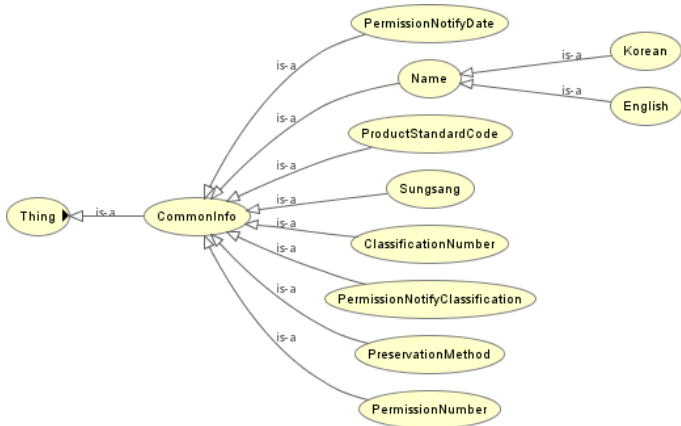 PermissionNotifyDate
is-a
Korean
is-a
Name
is-a
English
is-a
ProductStandardCode
is-a
Sungsang
is-a
Thing
is-a
CommonInfo
is-a
ClassificationNumber
is-a
PermissionNotifyClassification
is-a
PreservationMethod
is-a
PermissionNumber